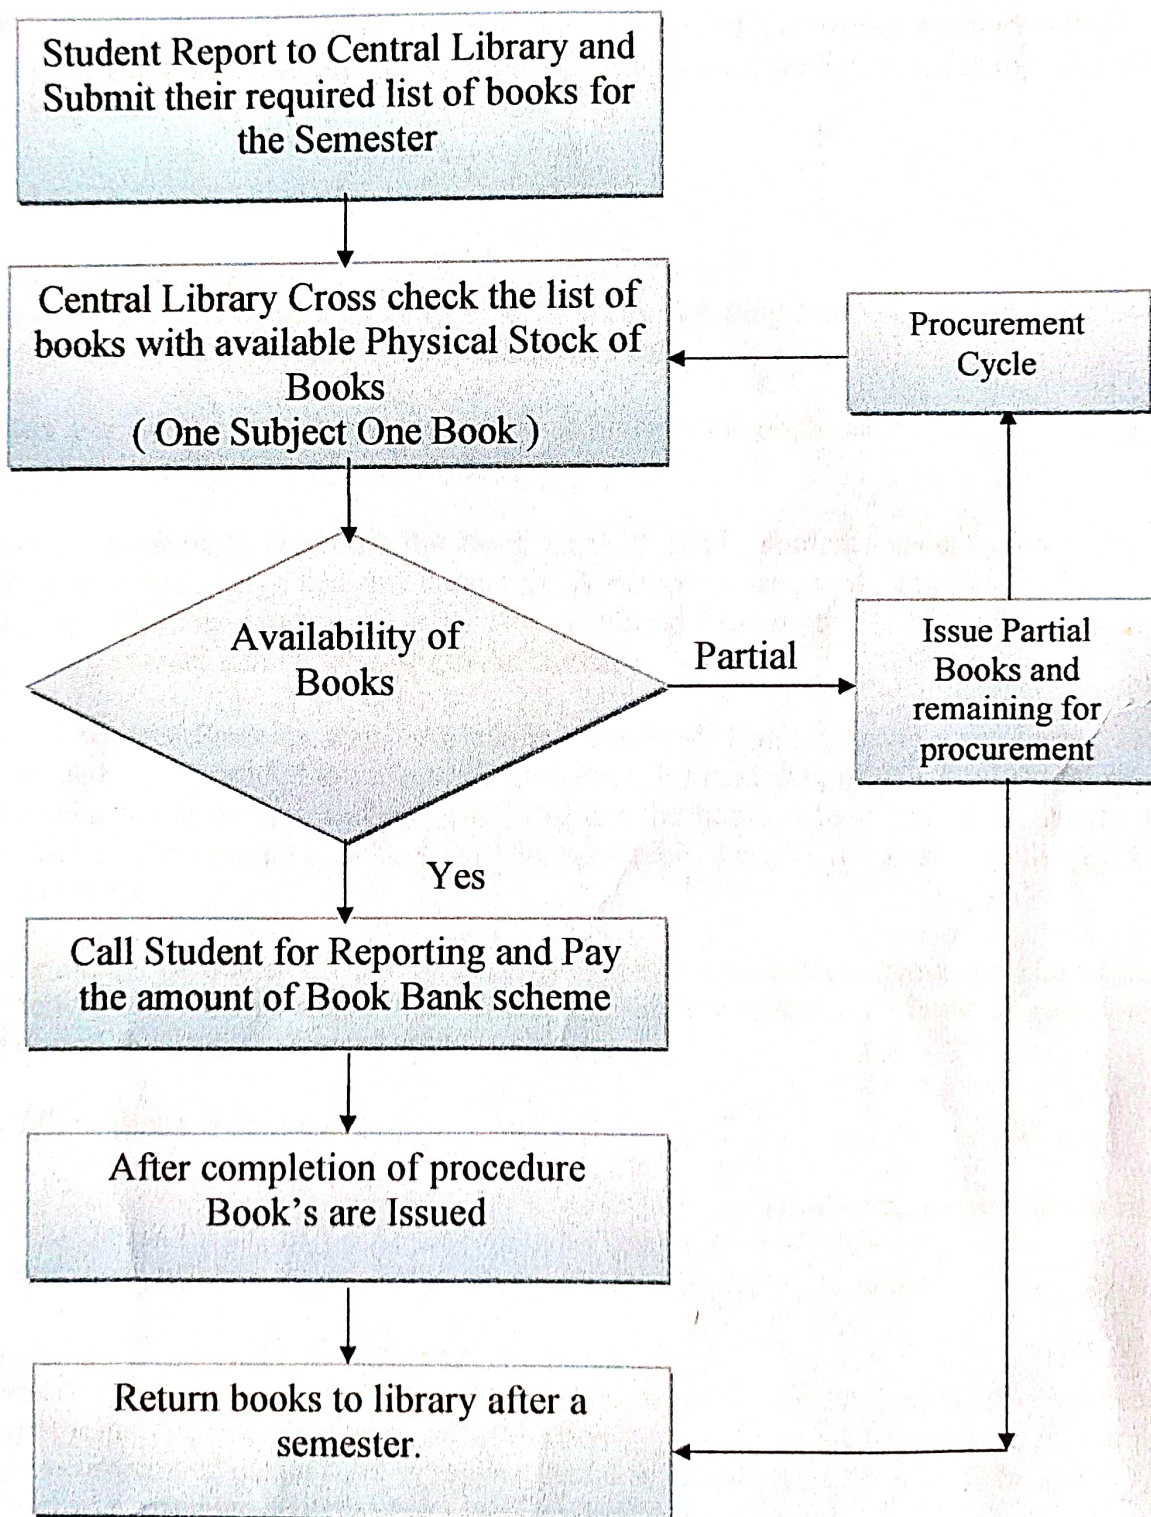 Student Report to Central Library and
Submit their required list of books for
the Semester
Central Library Cross check the list of
books with available Physical Stock of
Books
( One Subject One Book )
Procurement
Cycle
Availability of
Books
Partial
Issue Partial
Books and
remaining for
procurement
Yes
Call Student for Reporting and Pay
the amount of Book Bank scheme
After completion of procedure
Book's are Issued
Return books to library after a
semester.